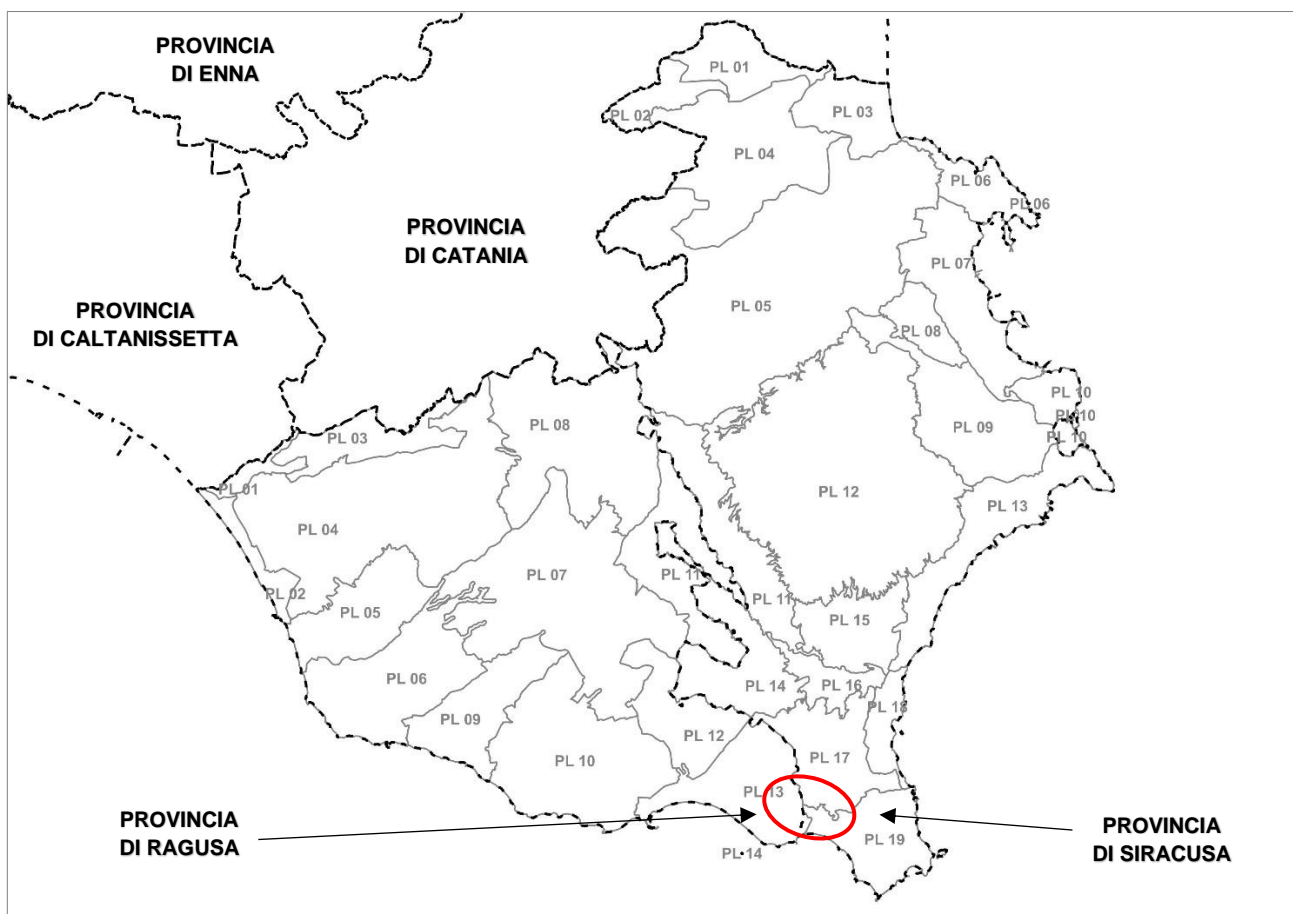 PROVINCIA
DI ENNA
PL 01
PL 02
PL 03
PL 04
PL 06
PL 06
PROVINCIA
DI CATANIA
PL 07
PROVINCIA
DI CALTANISSETTA
PL 05
PL 08
PL 10
PL 10
PL 10
PL 03
PL 08
PL 09
PL 01
PL 12
PL 13
PL 04
PL 07
PL 11
PL 02
PL 05
PL 11
PL 15
PL 06
PL 14
PL 16
PL 18
PL 09
PL 12
PL 10
PL 17
PL 13
PROVINCIA
DI RAGUSA
PL 14
PL 19
PROVINCIA
DI SIRACUSA